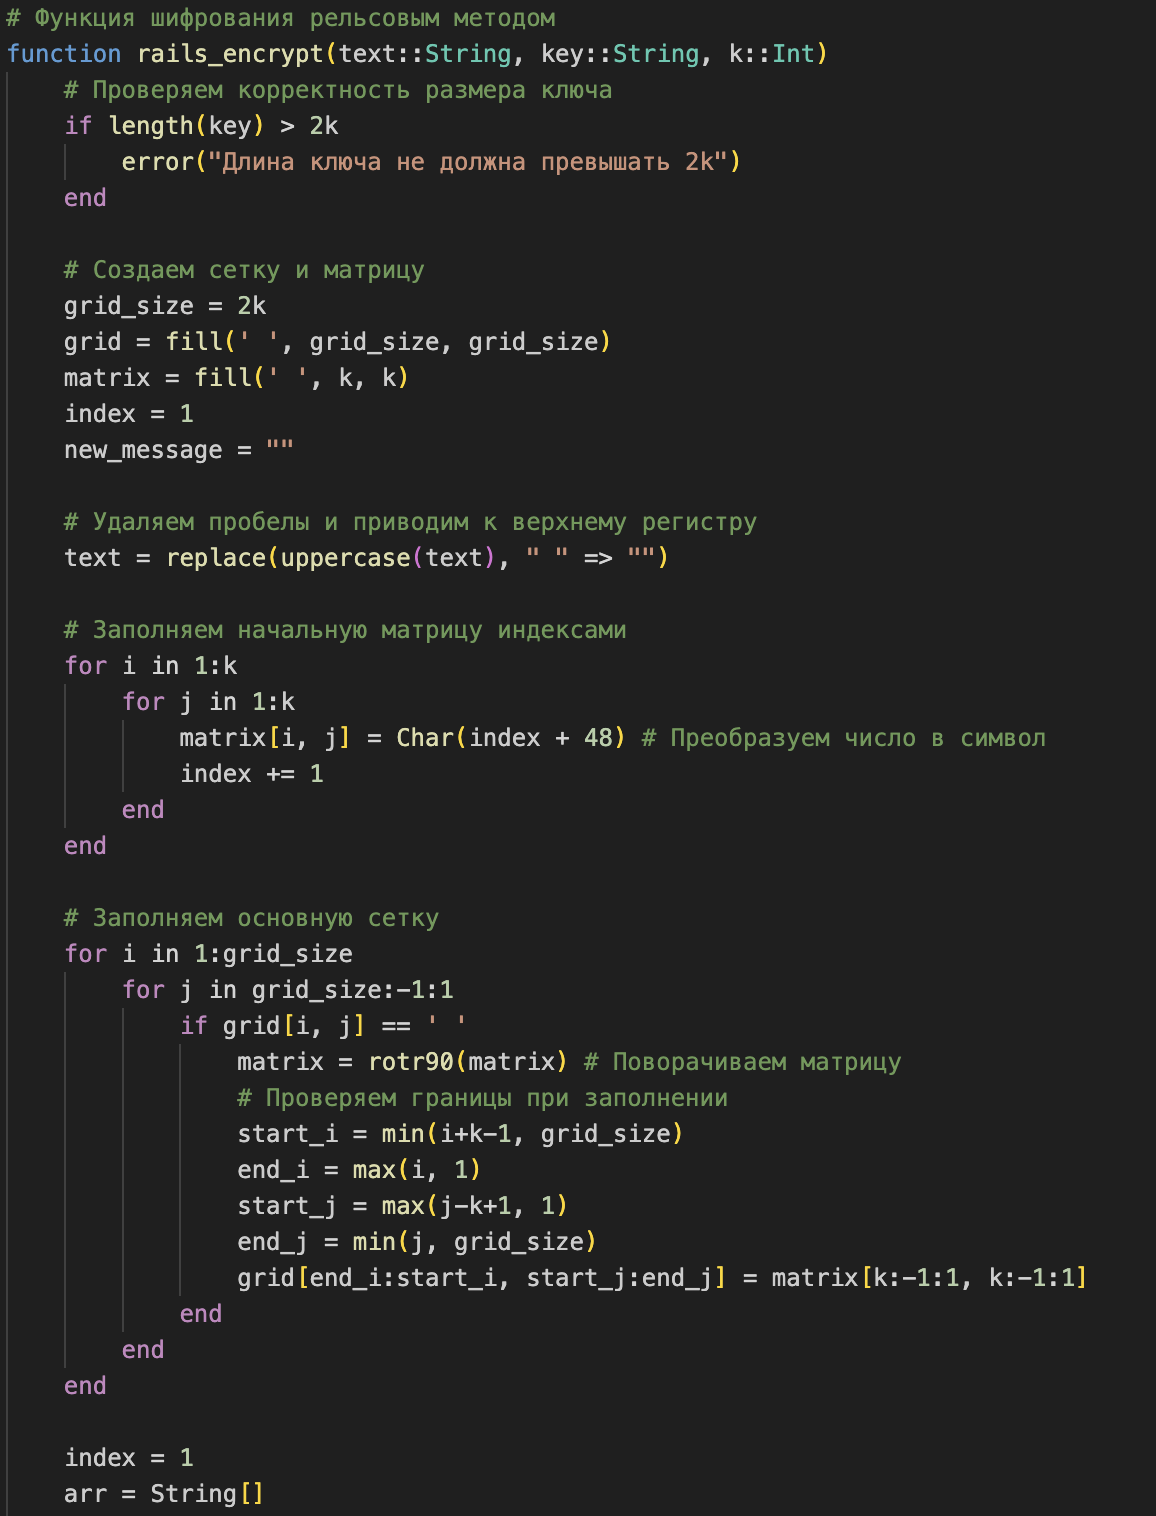 # Функция шифрования рельсовым методом
function rails_encrypt(text::String, key::String, k::Int)
    # Проверяем корректность размера ключа
    if length(key) > 2k
        error("Длина ключа не должна превышать 2k")
    end

    # Создаем сетку и матрицу
    grid_size = 2k
    grid = fill(' ', grid_size, grid_size)
    matrix = fill(' ', k, k)
    index = 1
    new_message = ""

    # Удаляем пробелы и приводим к верхнему регистру
    text = replace(uppercase(text), " " => "")

    # Заполняем начальную матрицу индексами
    for i in 1:k
        for j in 1:k
            matrix[i, j] = Char(index + 48) # Преобразуем число в символ
            index += 1
        end
    end

    # Заполняем основную сетку
    for i in 1:grid_size
        for j in grid_size:-1:1
            if grid[i, j] == ' '
                matrix = rotr90(matrix) # Поворачиваем матрицу
                # Проверяем границы при заполнении
                start_i = min(i+k-1, grid_size)
                end_i = max(i, 1)
                start_j = max(j-k+1, 1)
                end_j = min(j, grid_size)
                grid[end_i:start_i, start_j:end_j] = matrix[k:-1:1, k:-1:1]
            end
        end
    end

    index = 1
    arr = String[]